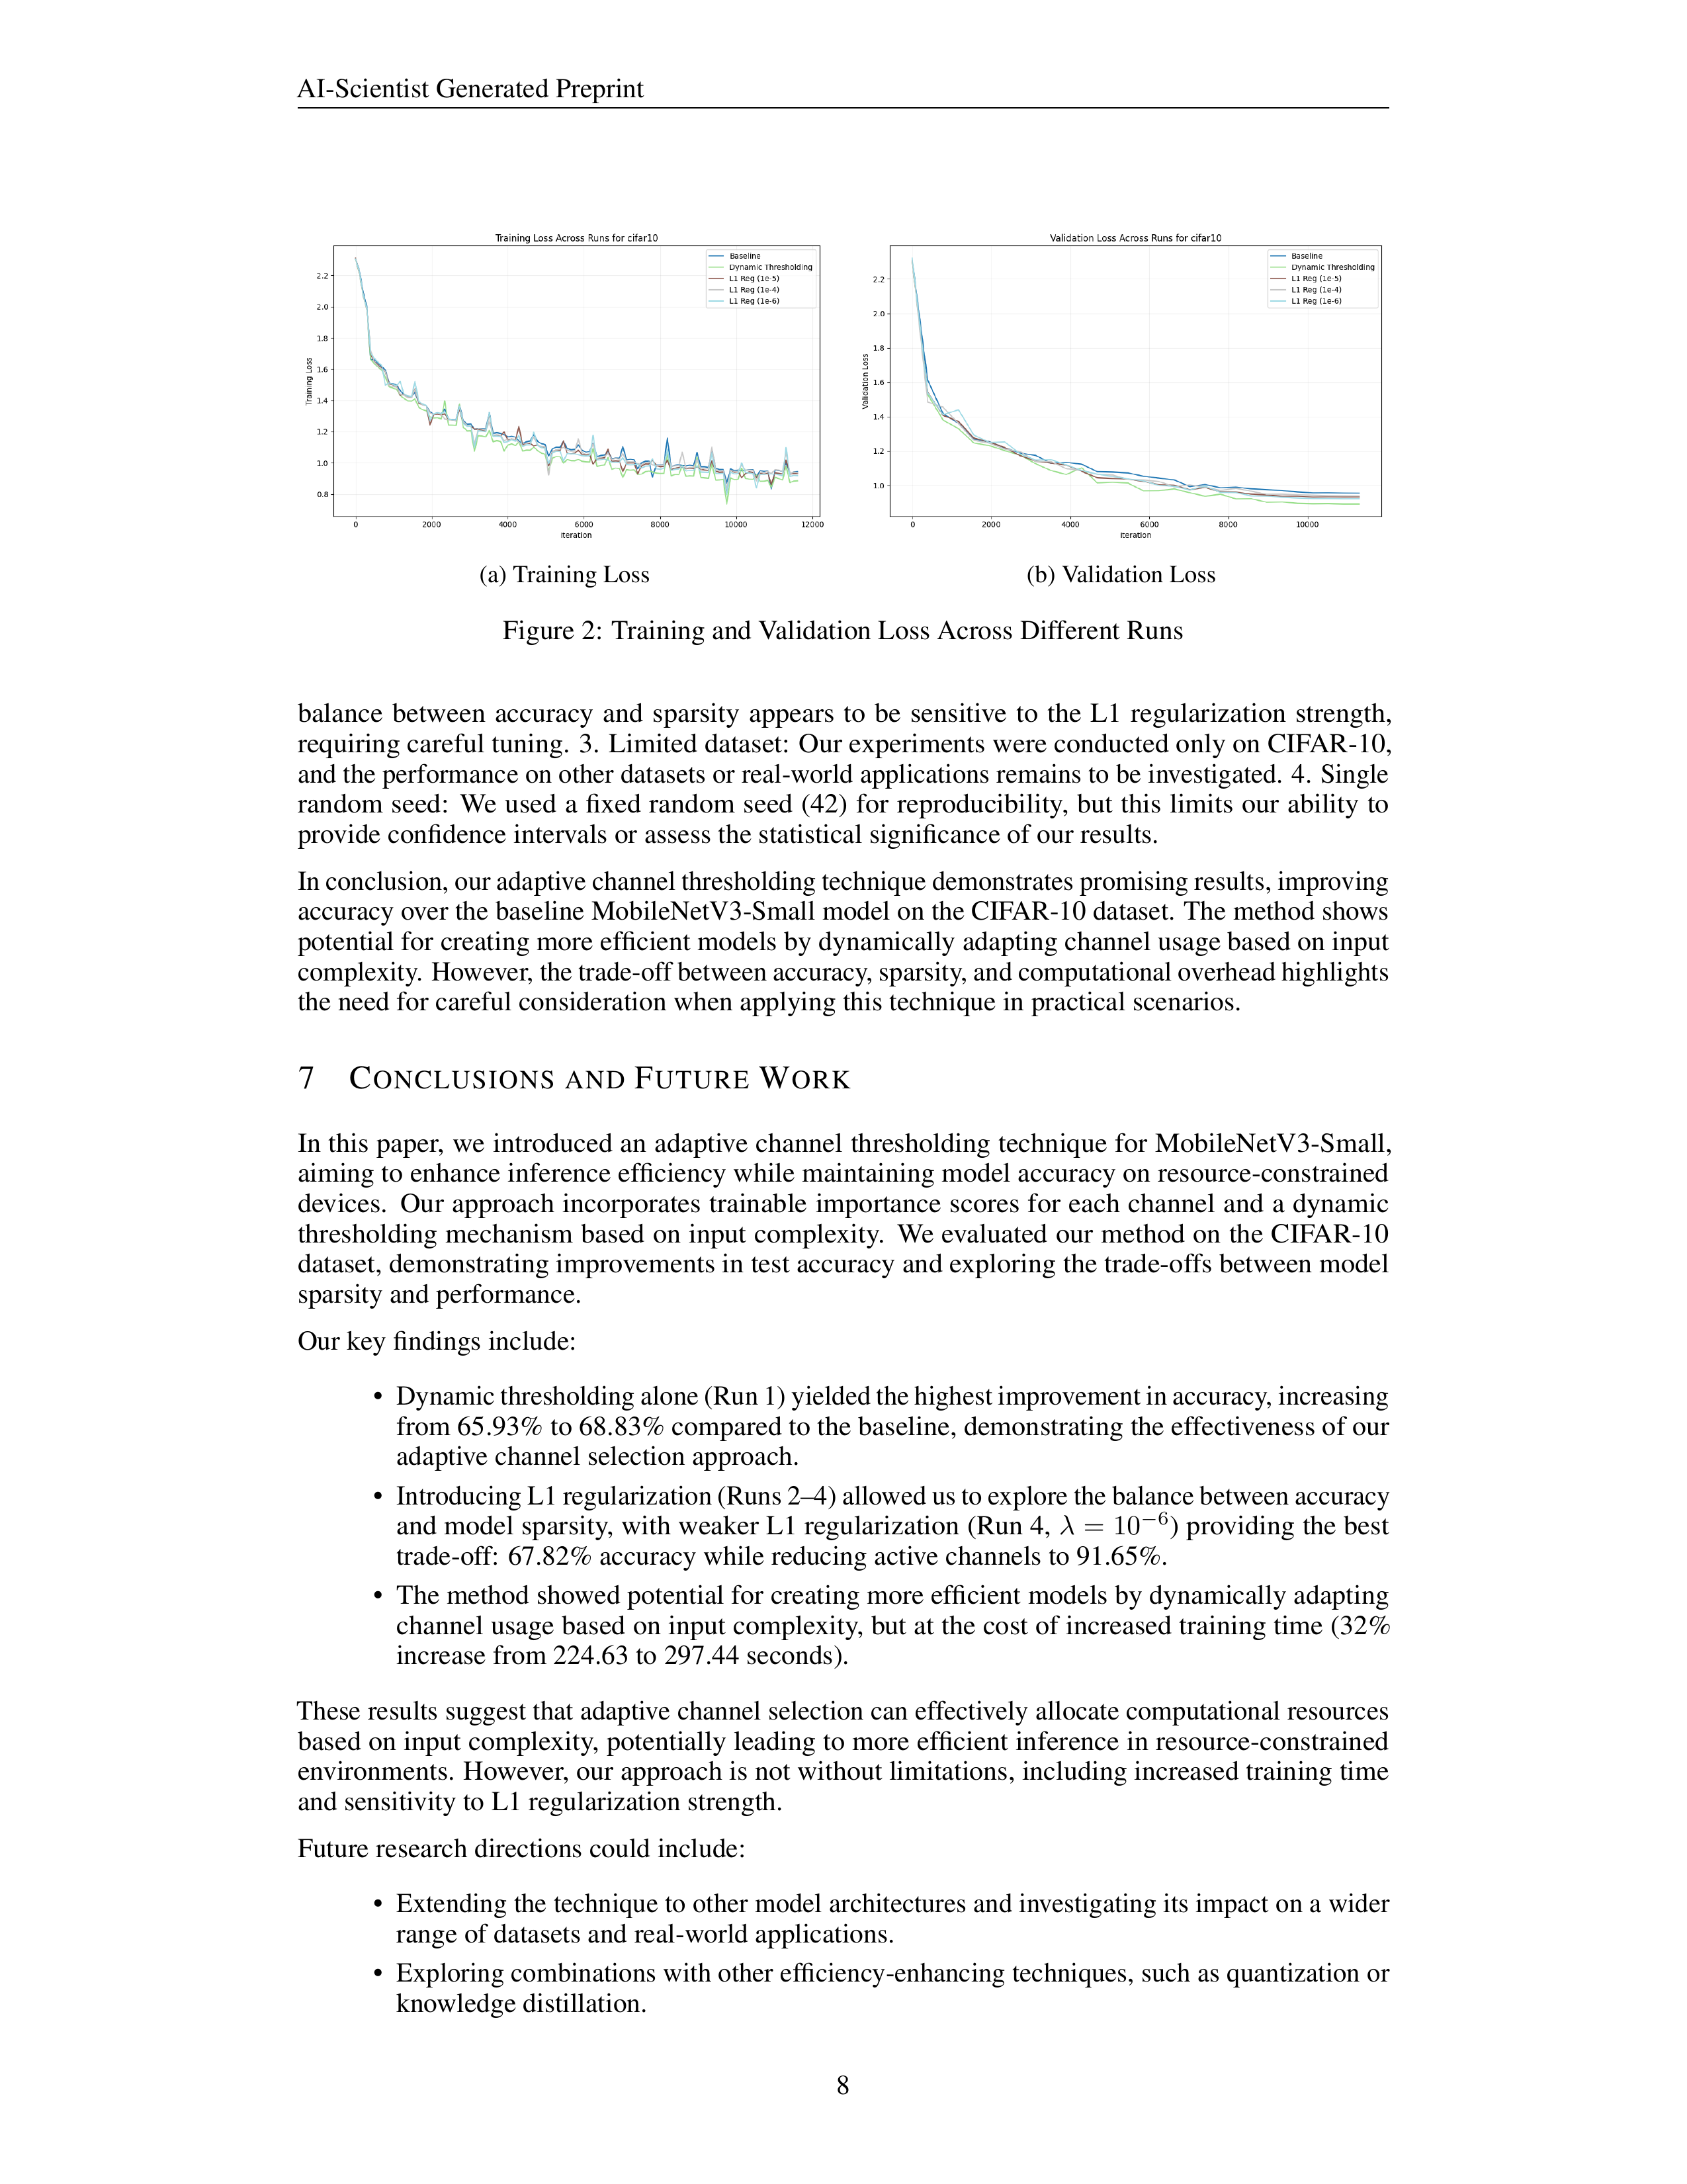 AI-Scientist Generated Preprint
Training Loss Across Runs for cifar10
Baseline
Dynamic Thresholding
L1 Reg (1e-5)
L1 Reg (1e-4)
L1 Reg (1e-6)
2.2
2.0
1.8
1.6
1.4
1.2
1.0
0.8
Training Loss
0 2000 4000 6000 8000 10000 12000
Iteration
(a) Training Loss
Validation Loss Across Runs for cifar10
Baseline
Dynamic Thresholding
L1 Reg (1e-5)
L1 Reg (1e-4)
L1 Reg (1e-6)
2.2
2.0
1.8
1.6
1.4
1.2
1.0
Validation Loss
0 2000 4000 6000 8000 10000
Iteration
(b) Validation Loss
Figure 2: Training and Validation Loss Across Different Runs
balance between accuracy and sparsity appears to be sensitive to the L1 regularization strength,
requiring careful tuning. 3. Limited dataset: Our experiments were conducted only on CIFAR-10,
and the performance on other datasets or real-world applications remains to be investigated. 4. Single
random seed: We used a fixed random seed (42) for reproducibility, but this limits our ability to
provide confidence intervals or assess the statistical significance of our results.
In conclusion, our adaptive channel thresholding technique demonstrates promising results, improving
accuracy over the baseline MobileNetV3-Small model on the CIFAR-10 dataset. The method shows
potential for creating more efficient models by dynamically adapting channel usage based on input
complexity. However, the trade-off between accuracy, sparsity, and computational overhead highlights
the need for careful consideration when applying this technique in practical scenarios.
7 CONCLUSIONS AND FUTURE WORK
In this paper, we introduced an adaptive channel thresholding technique for MobileNetV3-Small,
aiming to enhance inference efficiency while maintaining model accuracy on resource-constrained
devices. Our approach incorporates trainable importance scores for each channel and a dynamic
thresholding mechanism based on input complexity. We evaluated our method on the CIFAR-10
dataset, demonstrating improvements in test accuracy and exploring the trade-offs between model
sparsity and performance.
Our key findings include:
• Dynamic thresholding alone (Run 1) yielded the highest improvement in accuracy, increasing
from 65.93% to 68.83% compared to the baseline, demonstrating the effectiveness of our
adaptive channel selection approach.
• Introducing L1 regularization (Runs 2–4) allowed us to explore the balance between accuracy
and model sparsity, with weaker L1 regularization (Run 4, λ = 10⁻⁶) providing the best
trade-off: 67.82% accuracy while reducing active channels to 91.65%.
• The method showed potential for creating more efficient models by dynamically adapting
channel usage based on input complexity, but at the cost of increased training time (32%
increase from 224.63 to 297.44 seconds).
These results suggest that adaptive channel selection can effectively allocate computational resources
based on input complexity, potentially leading to more efficient inference in resource-constrained
environments. However, our approach is not without limitations, including increased training time
and sensitivity to L1 regularization strength.
Future research directions could include:
• Extending the technique to other model architectures and investigating its impact on a wider
range of datasets and real-world applications.
• Exploring combinations with other efficiency-enhancing techniques, such as quantization or
knowledge distillation.
8